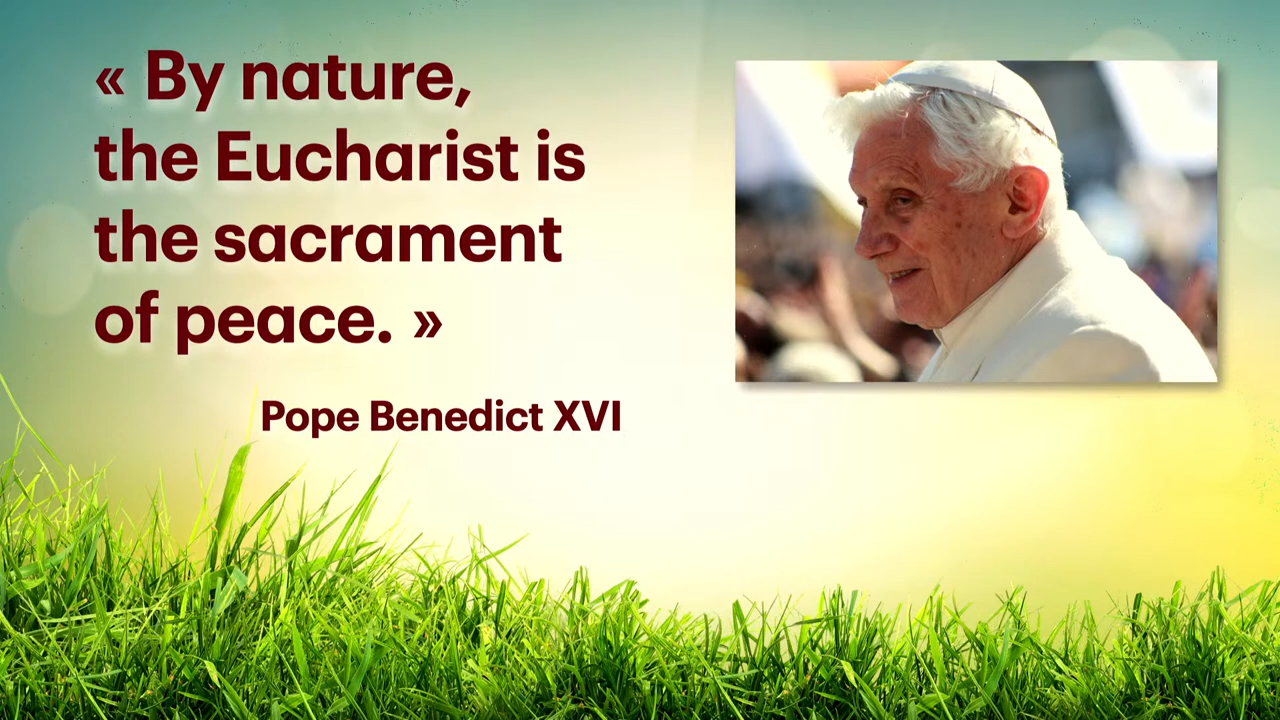 « By nature,
the Eucharist is
the sacrament
of peace. »
Pope Benedict XVI